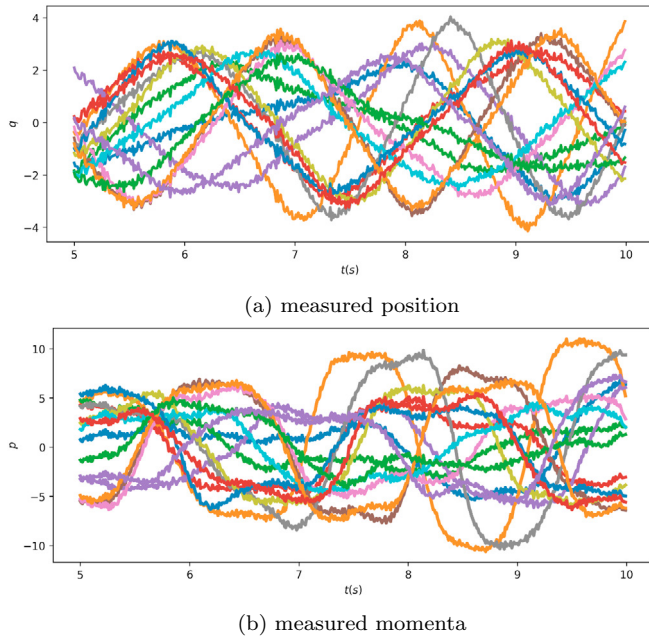 4
2
0
−2
−4
q
5 6 7 8 9 10
t(s)
(a) measured position
10
5
0
−5
−10
p
5 6 7 8 9 10
t(s)
(b) measured momenta